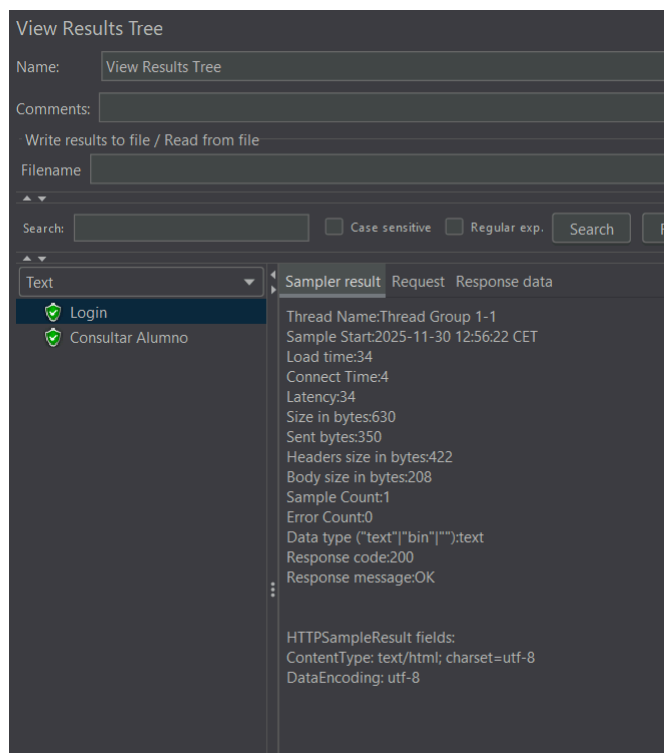 View Results Tree
Name: View Results Tree
Comments:
Write results to file / Read from file
Filename
Search: Case sensitive Regular exp. Search
Text
Login
Consultar Alumno
Sampler result Request Response data
Thread Name:Thread Group 1-1
Sample Start:2025-11-30 12:56:22 CET
Load time:34
Connect Time:4
Latency:34
Size in bytes:630
Sent bytes:350
Headers size in bytes:422
Body size in bytes:208
Sample Count:1
Error Count:0
Data type ("text"|"bin"|""):text
Response code:200
Response message:OK
HTTPSampleResult fields:
ContentType: text/html; charset=utf-8
DataEncoding: utf-8